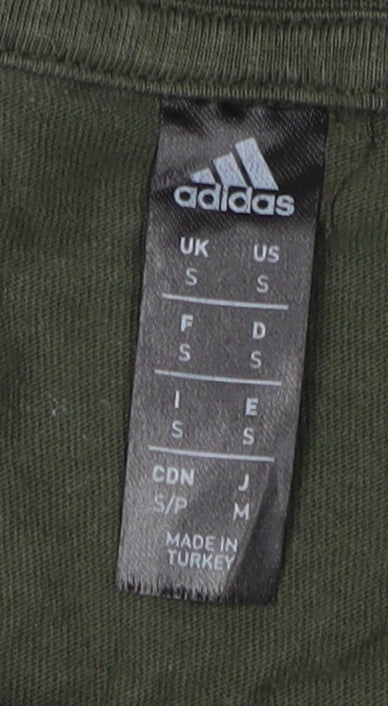 adidas
UK US
S S
F D
S S
I E
S S
CDN J
S/P M
MADE IN
TURKEY